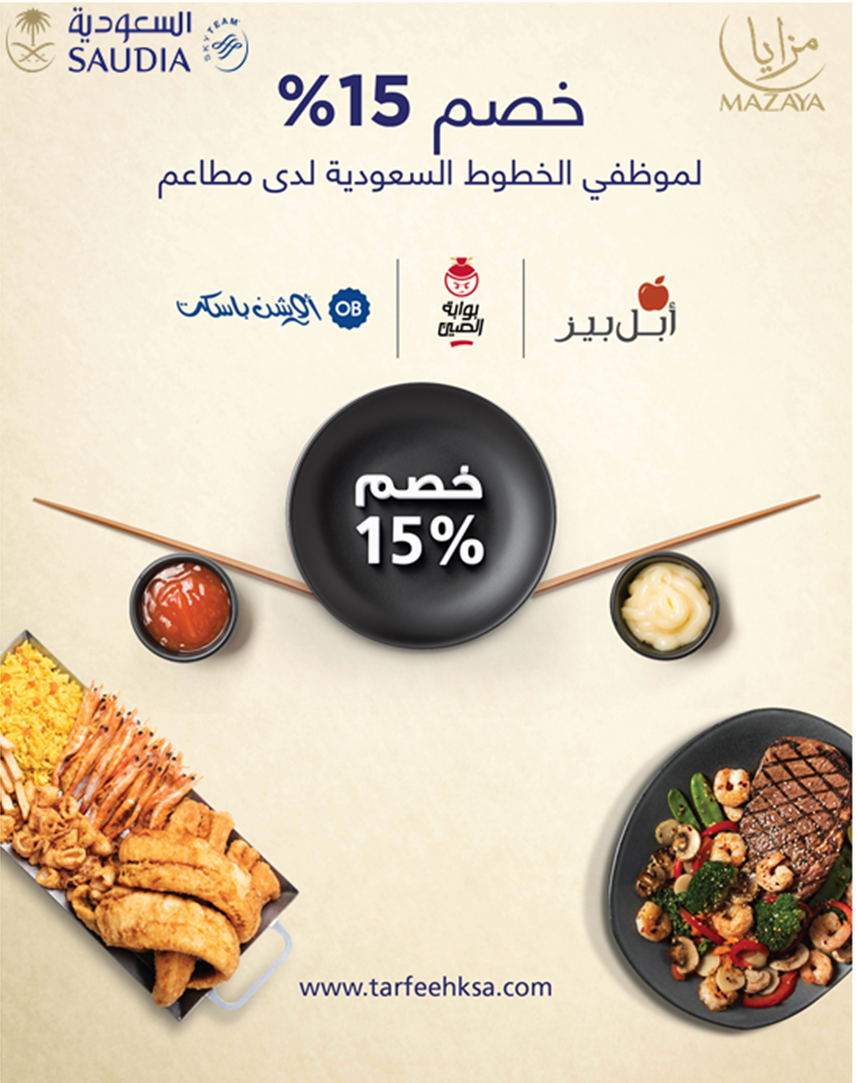 السعودية
SAUDIA
SKYTEAM
مزايا
MAZAYA
خصم 15%
لموظفي الخطوط السعودية لدى مطاعم
أبل بيز
بوابة
الصين
OB أوشن باسكت
خصم
15%
www.tarfeehksa.com